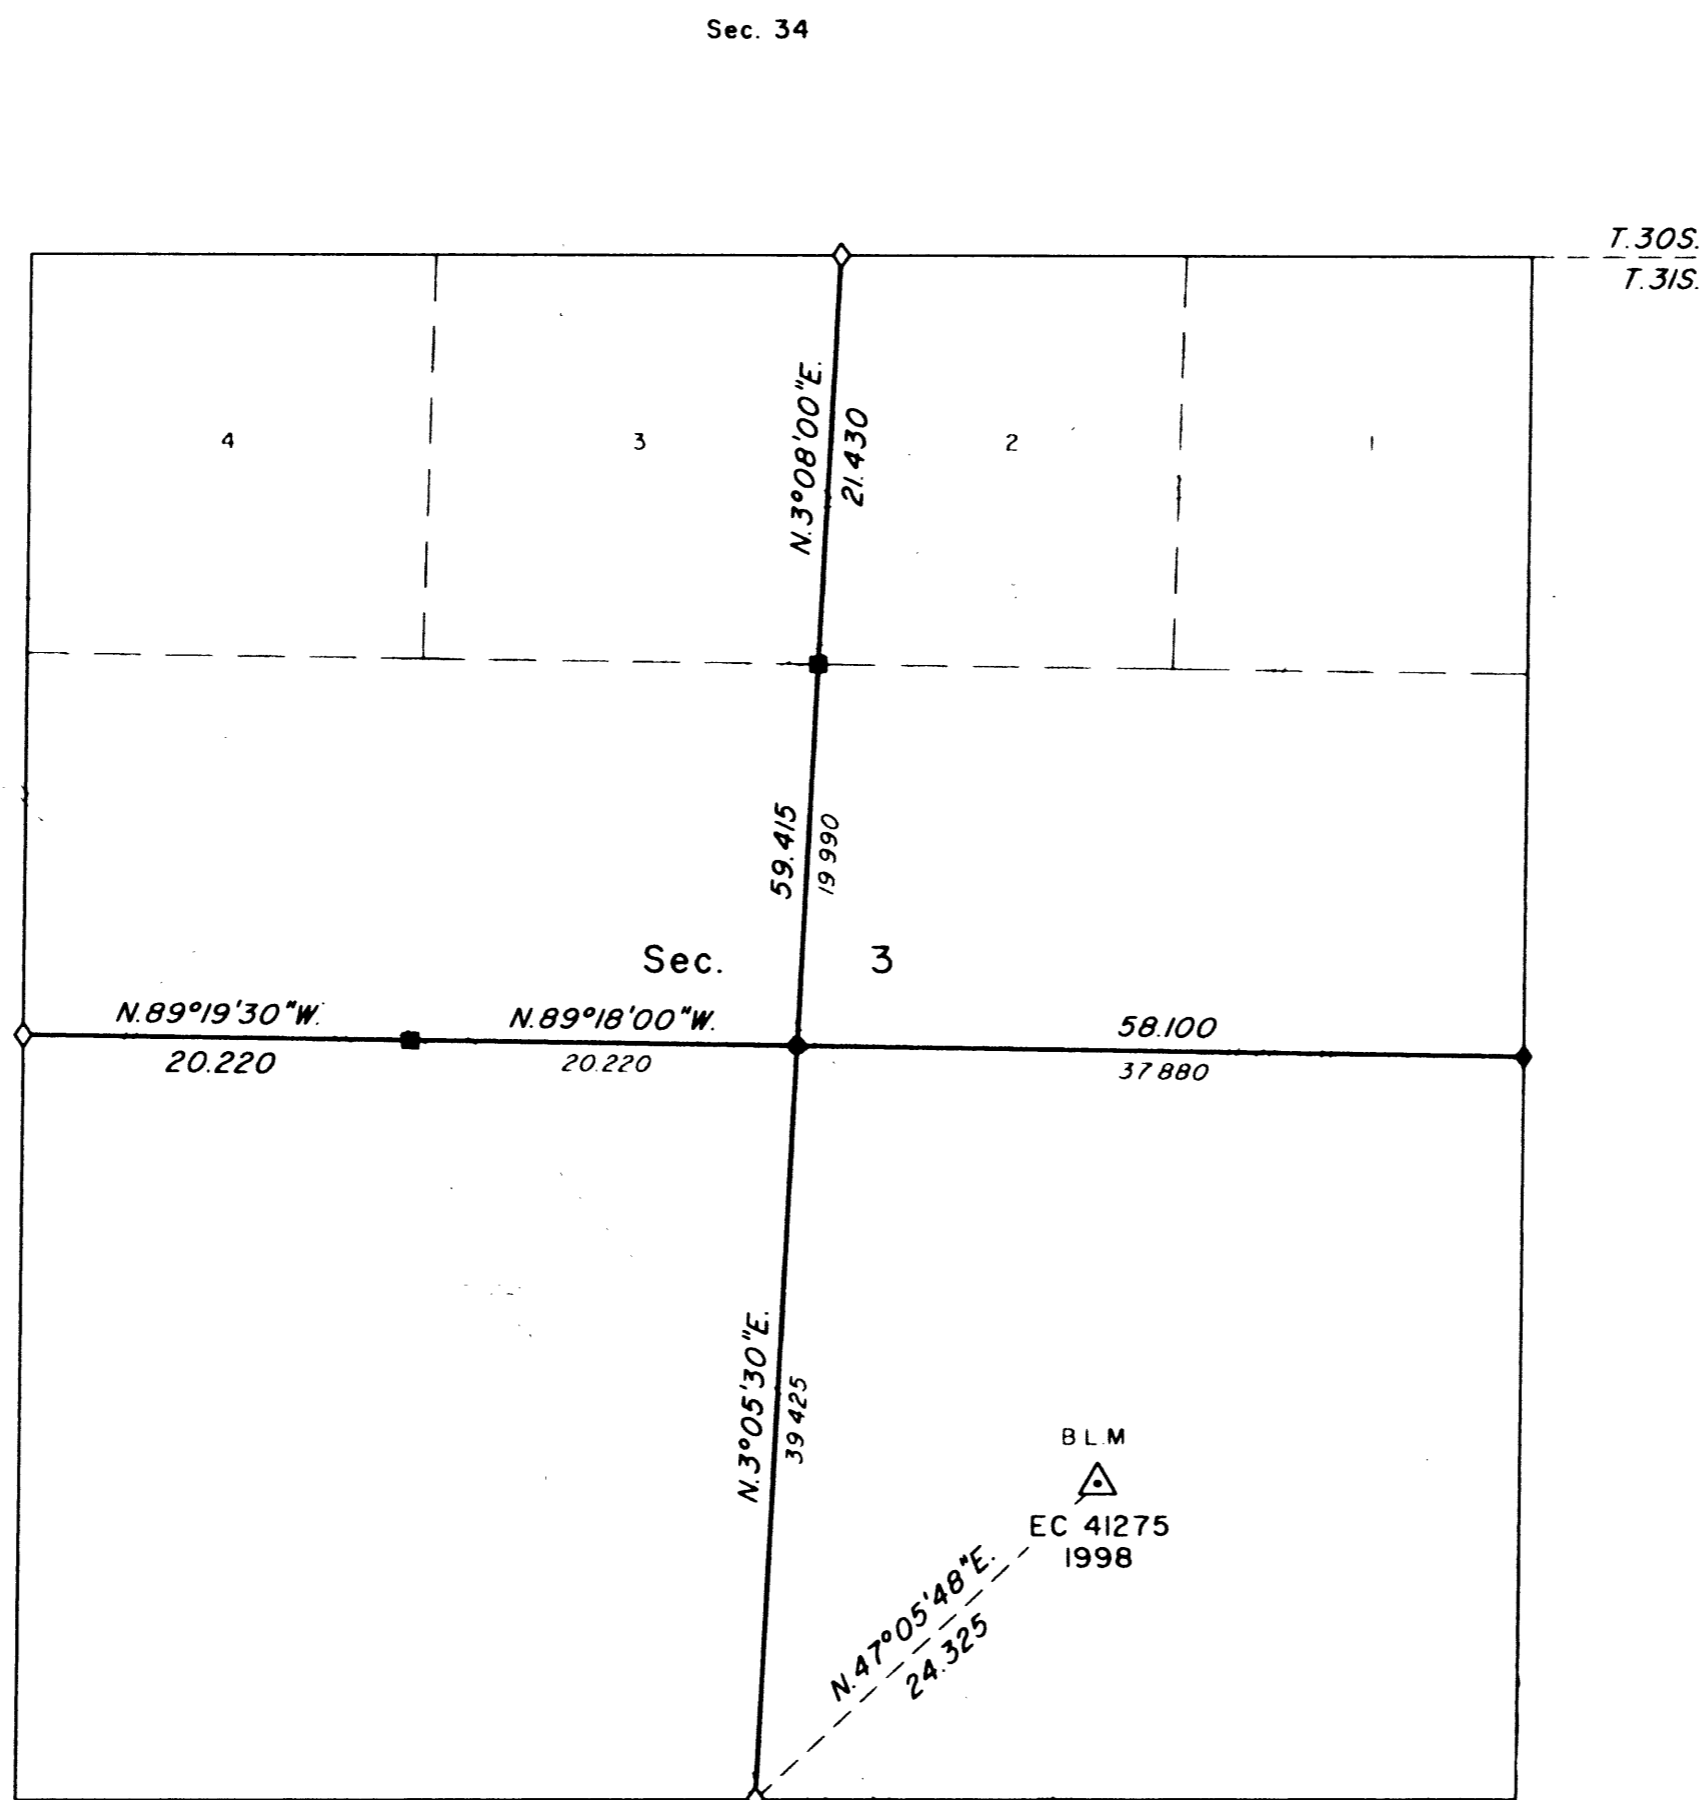 Sec. 34
T.30S.
T.31S.
4
3
2
1
N.3°08'00"E.
21.430
59.415
19 990
Sec. 3
N.89°19'30"W.
N.89°18'00"W.
58.100
20.220
20.220
37 880
N.3°05'30"E.
39 425
B L.M
EC 41275
1998
N.47°05'48"E.
24.325